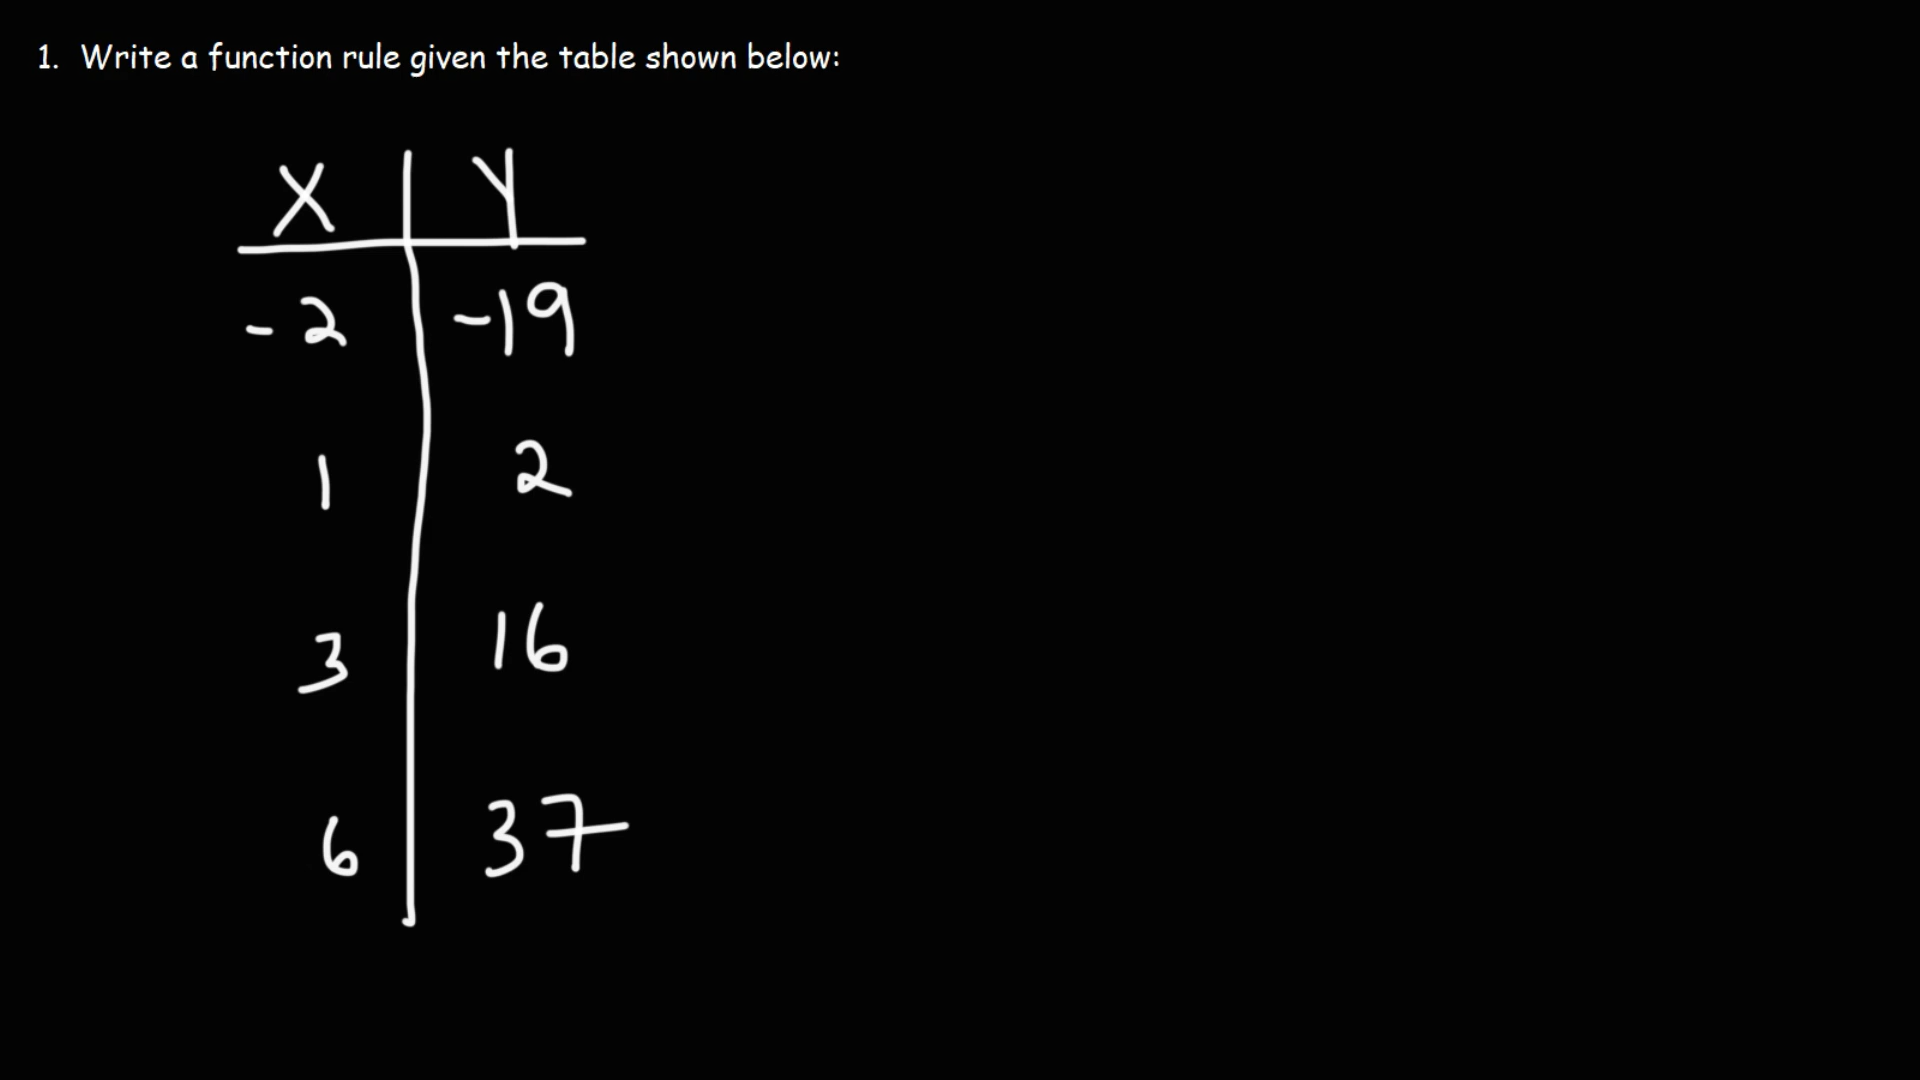 1. Write a function rule given the table shown below:
X Y
-2 -19
1 2
3 16
6 37